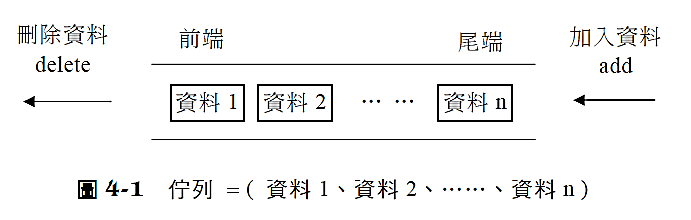 刪除資料 前端 尾端 加入資料
delete add
資料 1 資料 2 … … 資料 n
圖 4-1 佇列 =( 資料 1、資料 2、……、資料 n )